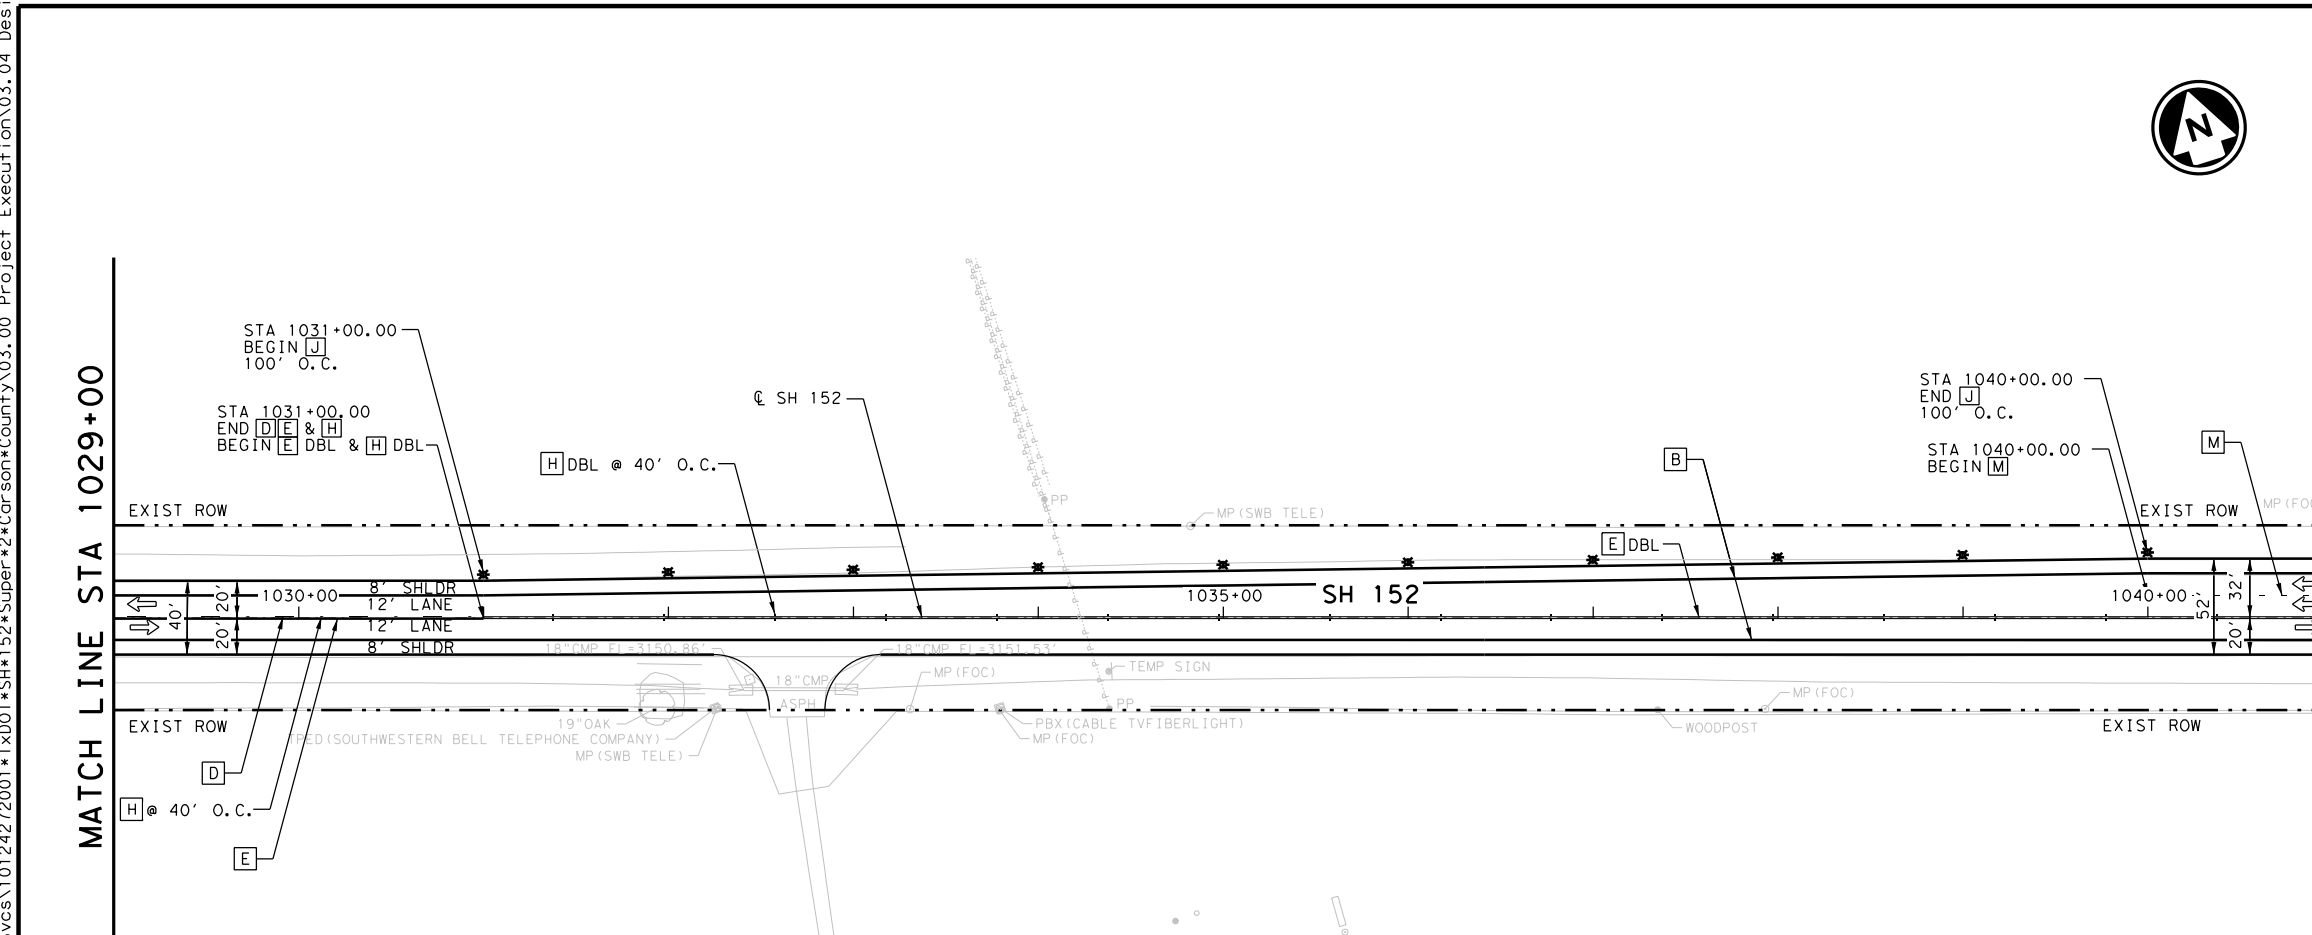 vcs\1012427200\*TxDOT*SH*152*Super*2*Carson*County\03.00 Project Execution\03.04 Desi
N
MATCH LINE STA 1029+00
STA 1031+00.00
BEGIN J
100' O.C.
STA 1031+00.00
END D E & H
BEGIN E DBL & H DBL
H DBL @ 40' O.C.
℄ SH 152
B
STA 1040+00.00
END J
100' O.C.
STA 1040+00.00
BEGIN M
M
EXIST ROW
PP
MP(SWB TELE)
EXIST ROW
E DBL
40'
20'
20'
8' SHLDR
1030+00
12' LANE
12' LANE
8' SHLDR
1035+00
SH 152
1040+00
52'
32'
20'
18"CMP FL=3150.86'
18"CMP FL=3151.53'
18"CMP
MP(FOC)
TEMP SIGN
ASPH
PP
MP(FOC)
EXIST ROW
19"OAK
PBX(CABLE TVFIBERLIGHT)
MP(FOC)
WOODPOST
EXIST ROW
TPED(SOUTHWESTERN BELL TELEPHONE COMPANY)
MP(SWB TELE)
D
H @ 40' O.C.
E